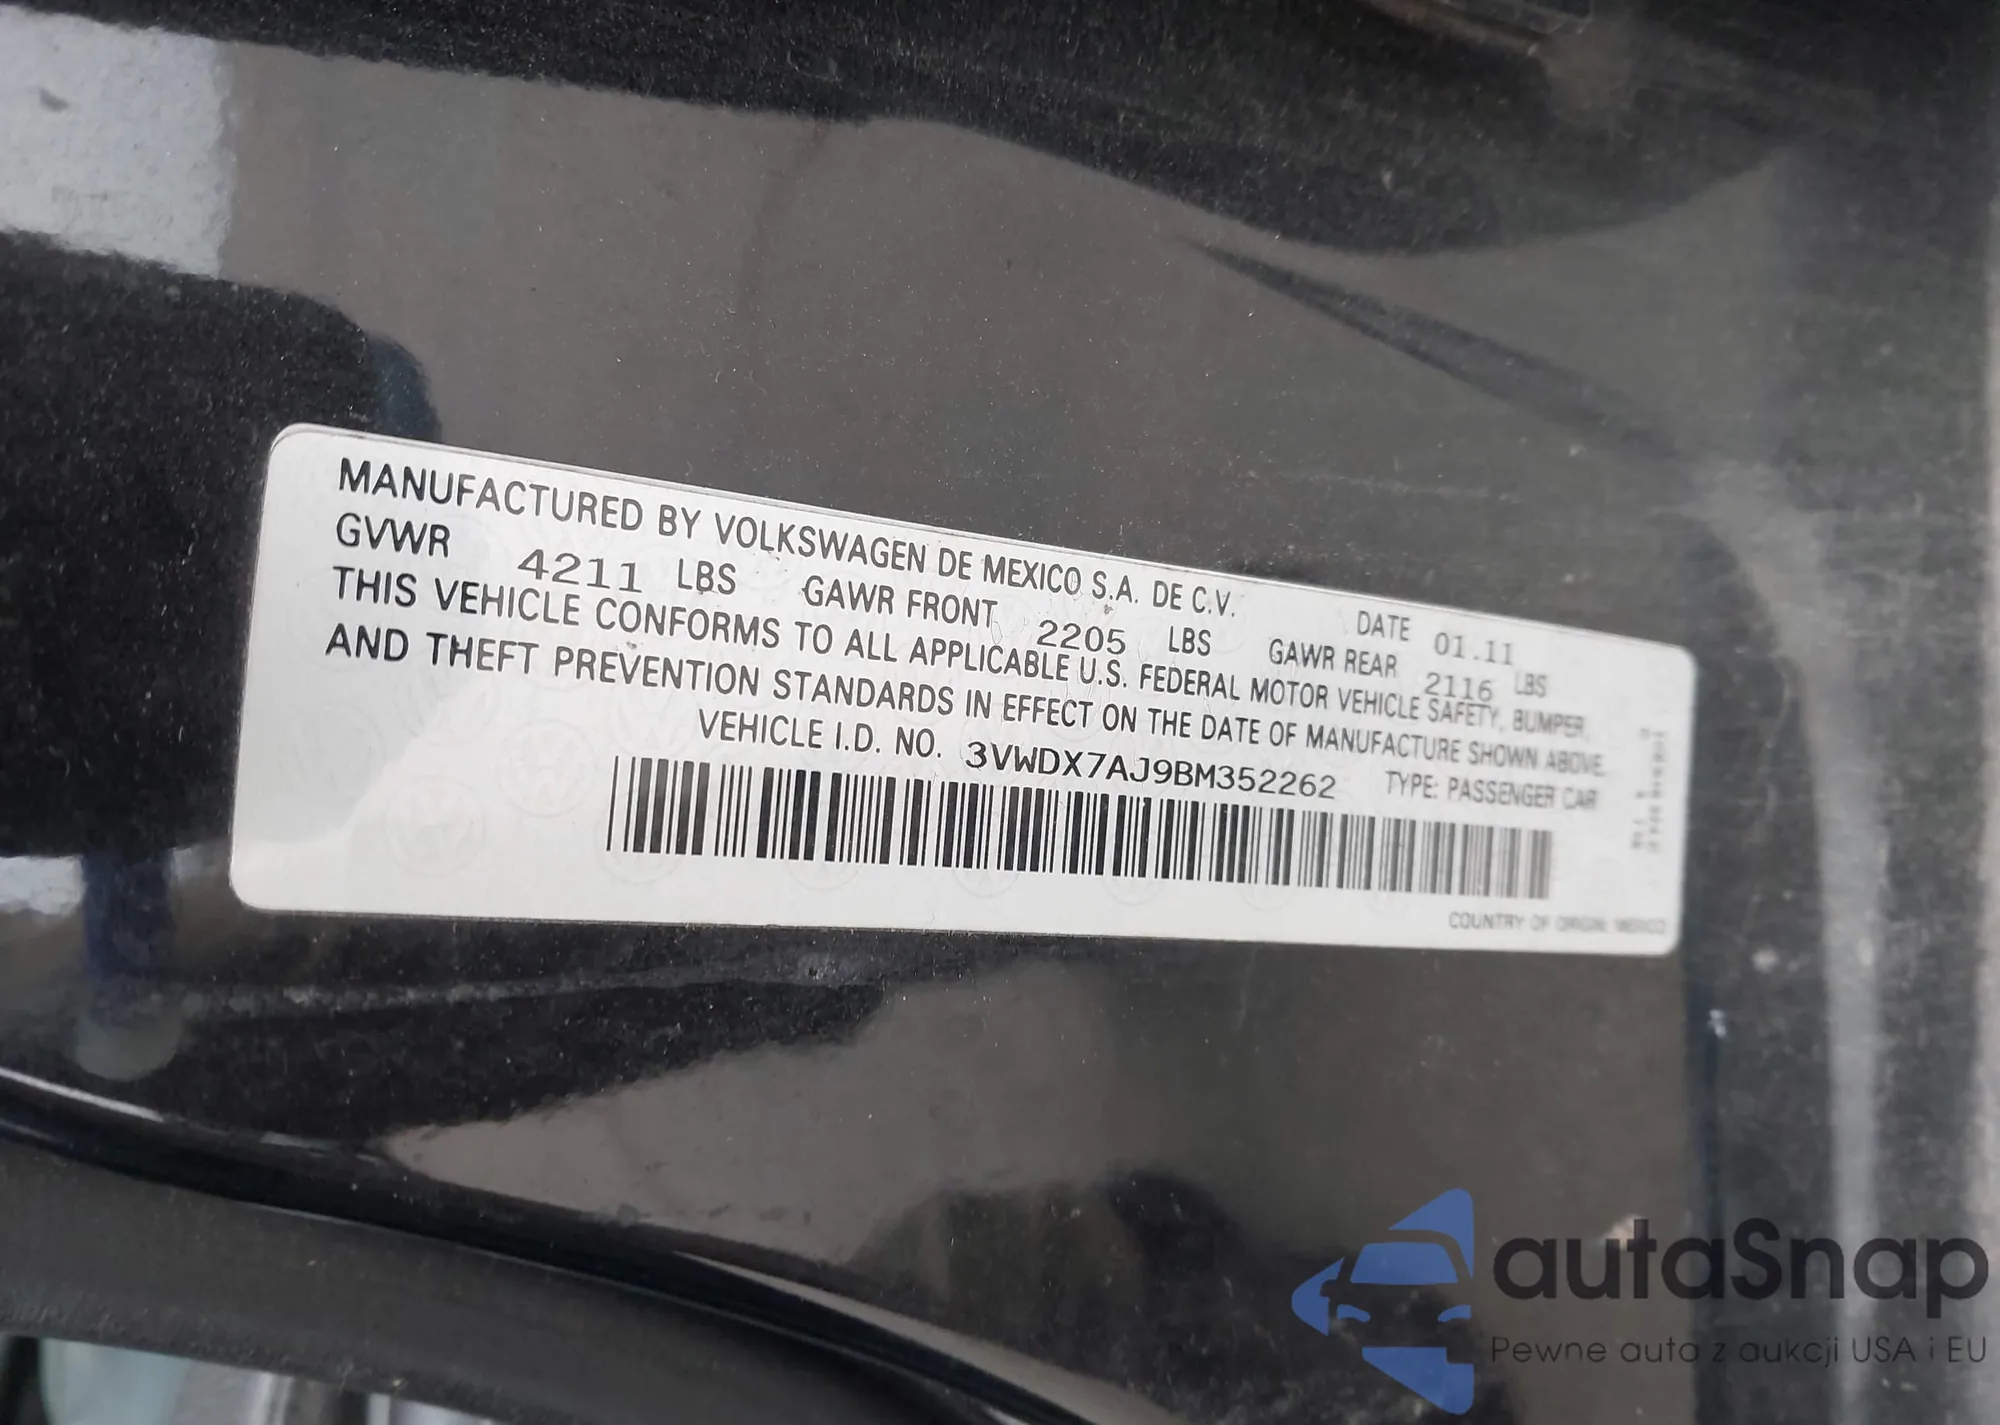 MANUFACTURED BY VOLKSWAGEN DE MEXICO S.A. DE C.V. DATE 01.11
GVWR 4211 LBS GAWR FRONT 2205 LBS GAWR REAR 2116 LBS
THIS VEHICLE CONFORMS TO ALL APPLICABLE U.S. FEDERAL MOTOR VEHICLE SAFETY, BUMPER,
AND THEFT PREVENTION STANDARDS IN EFFECT ON THE DATE OF MANUFACTURE SHOWN ABOVE.
VEHICLE I.D. NO. 3VWDX7AJ9BM352262 TYPE: PASSENGER CAR
COUNTRY OF ORIGIN: MEXICO
autaSnap
Pewne auta z aukcji USA i EU